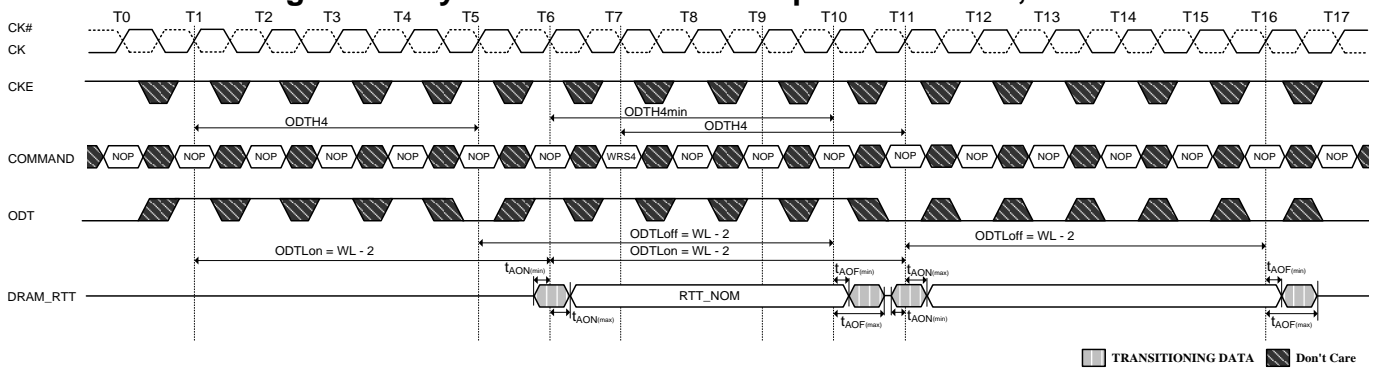 T0 T1 T2 T3 T4 T5 T6 T7 T8 T9 T10 T11 T12 T13 T14 T15 T16 T17
CK#
CK
CKE
ODTH4min
ODTH4
ODTH4
COMMAND NOP NOP NOP NOP NOP NOP NOP WRS4 NOP NOP NOP NOP NOP NOP NOP NOP NOP NOP
ODT
ODTLoff = WL - 2
ODTLoff = WL - 2
ODTLon = WL - 2
ODTLon = WL - 2
tAON(min)
tAOF(min)
tAON(max)
tAOF(min)
DRAM_RTT
RTT_NOM
tAON(max)
tAOF(max)
tAON(min)
tAOF(max)
TRANSITIONING DATA
Don't Care